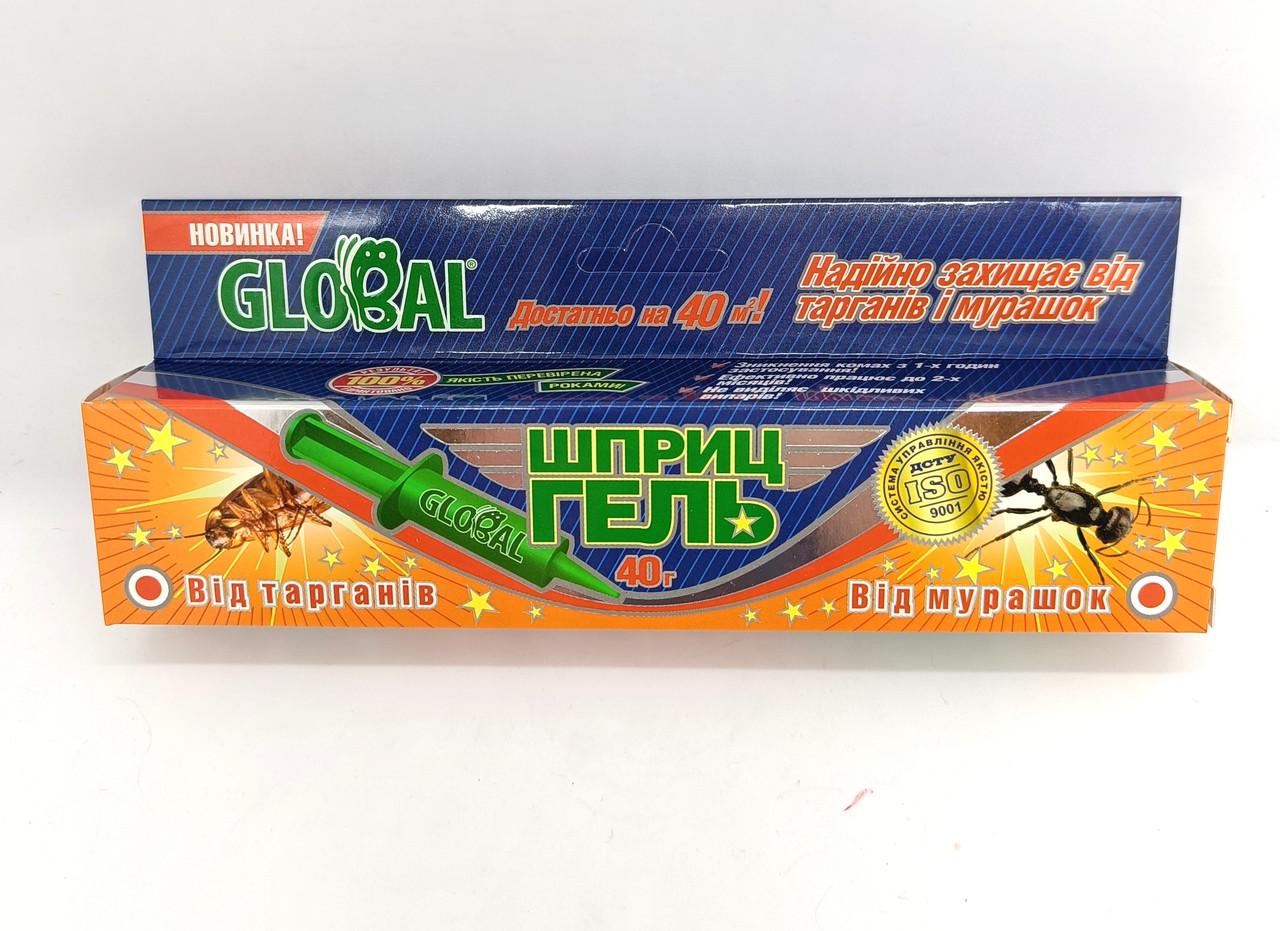 НОВИНКА!
GLOBAL®
Достатньо на 40 м²!
Надійно захищає від
тарганів і мурашок
100%
ЯКІСТЬ ПЕРЕВІРЕНА
РОКАМИ!
Зникнення комах з 1-х годин
застосування!
Ефективно працює до 2-х
місяців!
Не виділяє шкідливих
випарів!
GLOBAL
ШПРИЦ
ГЕЛЬ
40г
СИСТЕМА УПРАВЛІННЯ ЯКІСТЮ
ДСТУ
ISO
9001
Від тарганів
Від мурашок